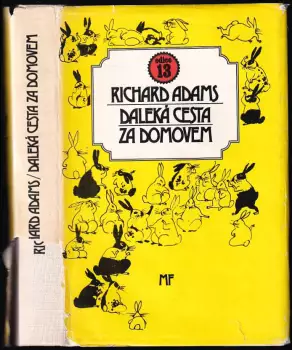 RICHARD ADAMS / DALEKÁ CESTA ZA DOMOVEM
edice
13
RICHARD ADAMS
DALEKÁ CESTA
ZA DOMOVEM
MF